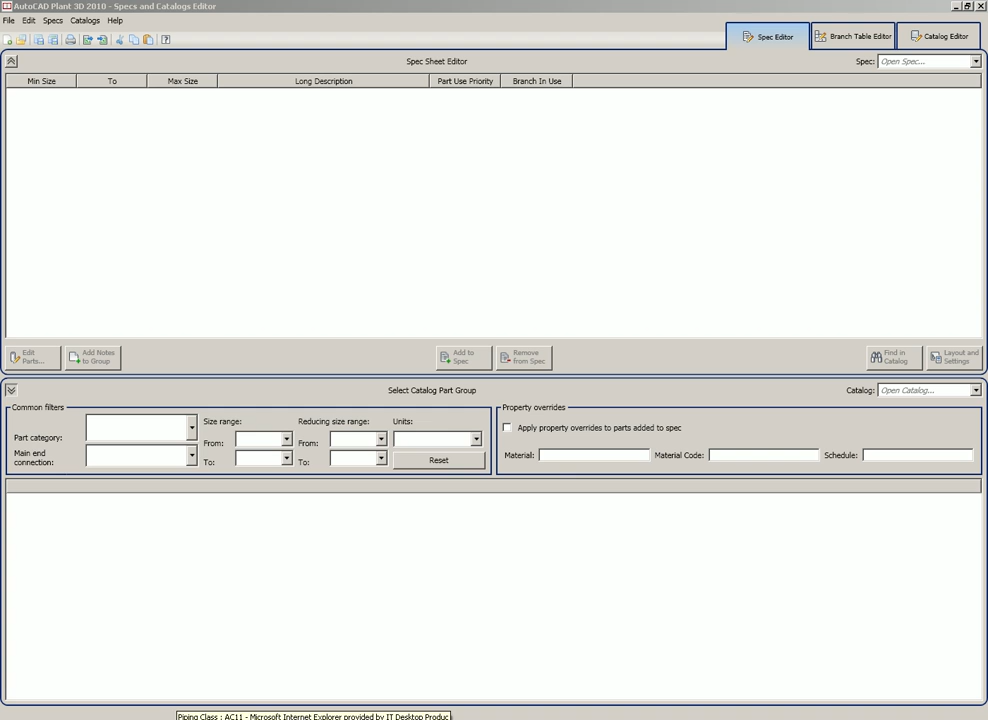 AutoCAD Plant 3D 2010 - Specs and Catalogs Editor
File Edit Specs Catalogs Help
Spec Editor Branch Table Editor Catalog Editor
Spec Sheet Editor Spec: Open Spec...
Min Size To Max Size Long Description Part Use Priority Branch In Use
Edit Parts... Add Notes to Group Add to Spec Remove from Spec Find in Catalog Layout and Settings
Select Catalog Part Group Catalog: Open Catalog...
Common filters Property overrides
Size range: Reducing size range: Units:
Apply property overrides to parts added to spec
Part category: From: From:
Main end connection: To: To: Reset
Material: Material Code: Schedule:
Piping Class : AC11 - Microsoft Internet Explorer provided by IT Desktop Produc